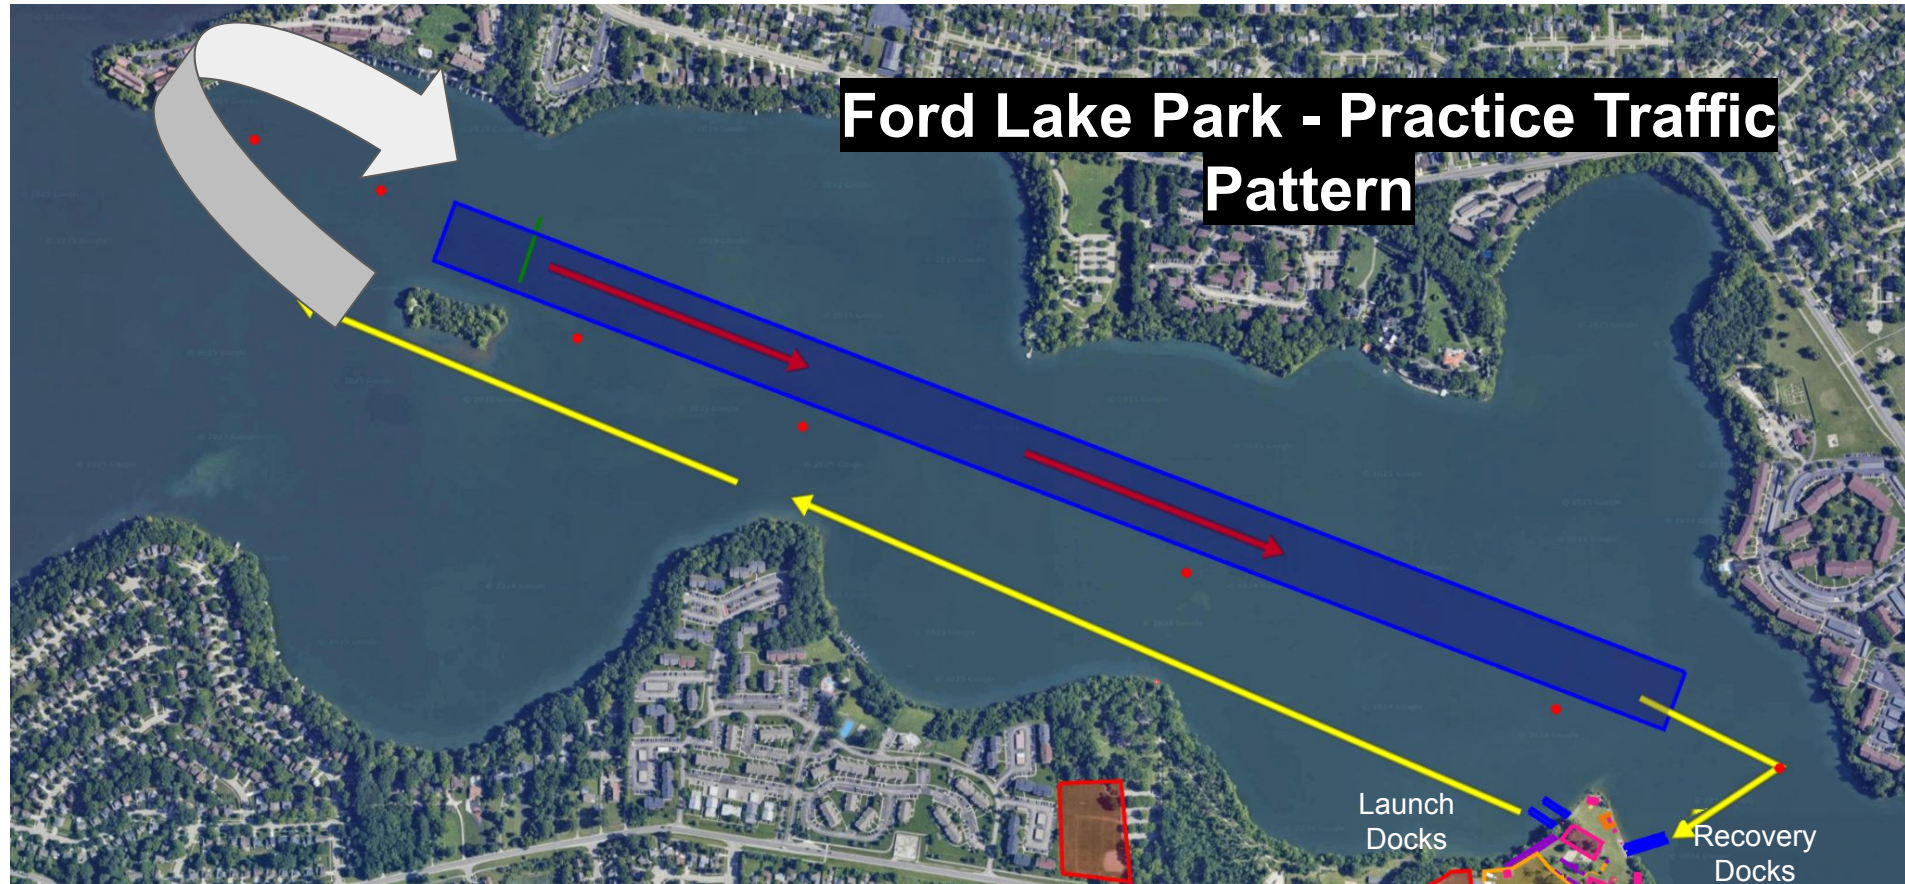 Ford Lake Park - Practice Traffic
Pattern
Launch
Docks
Recovery
Docks